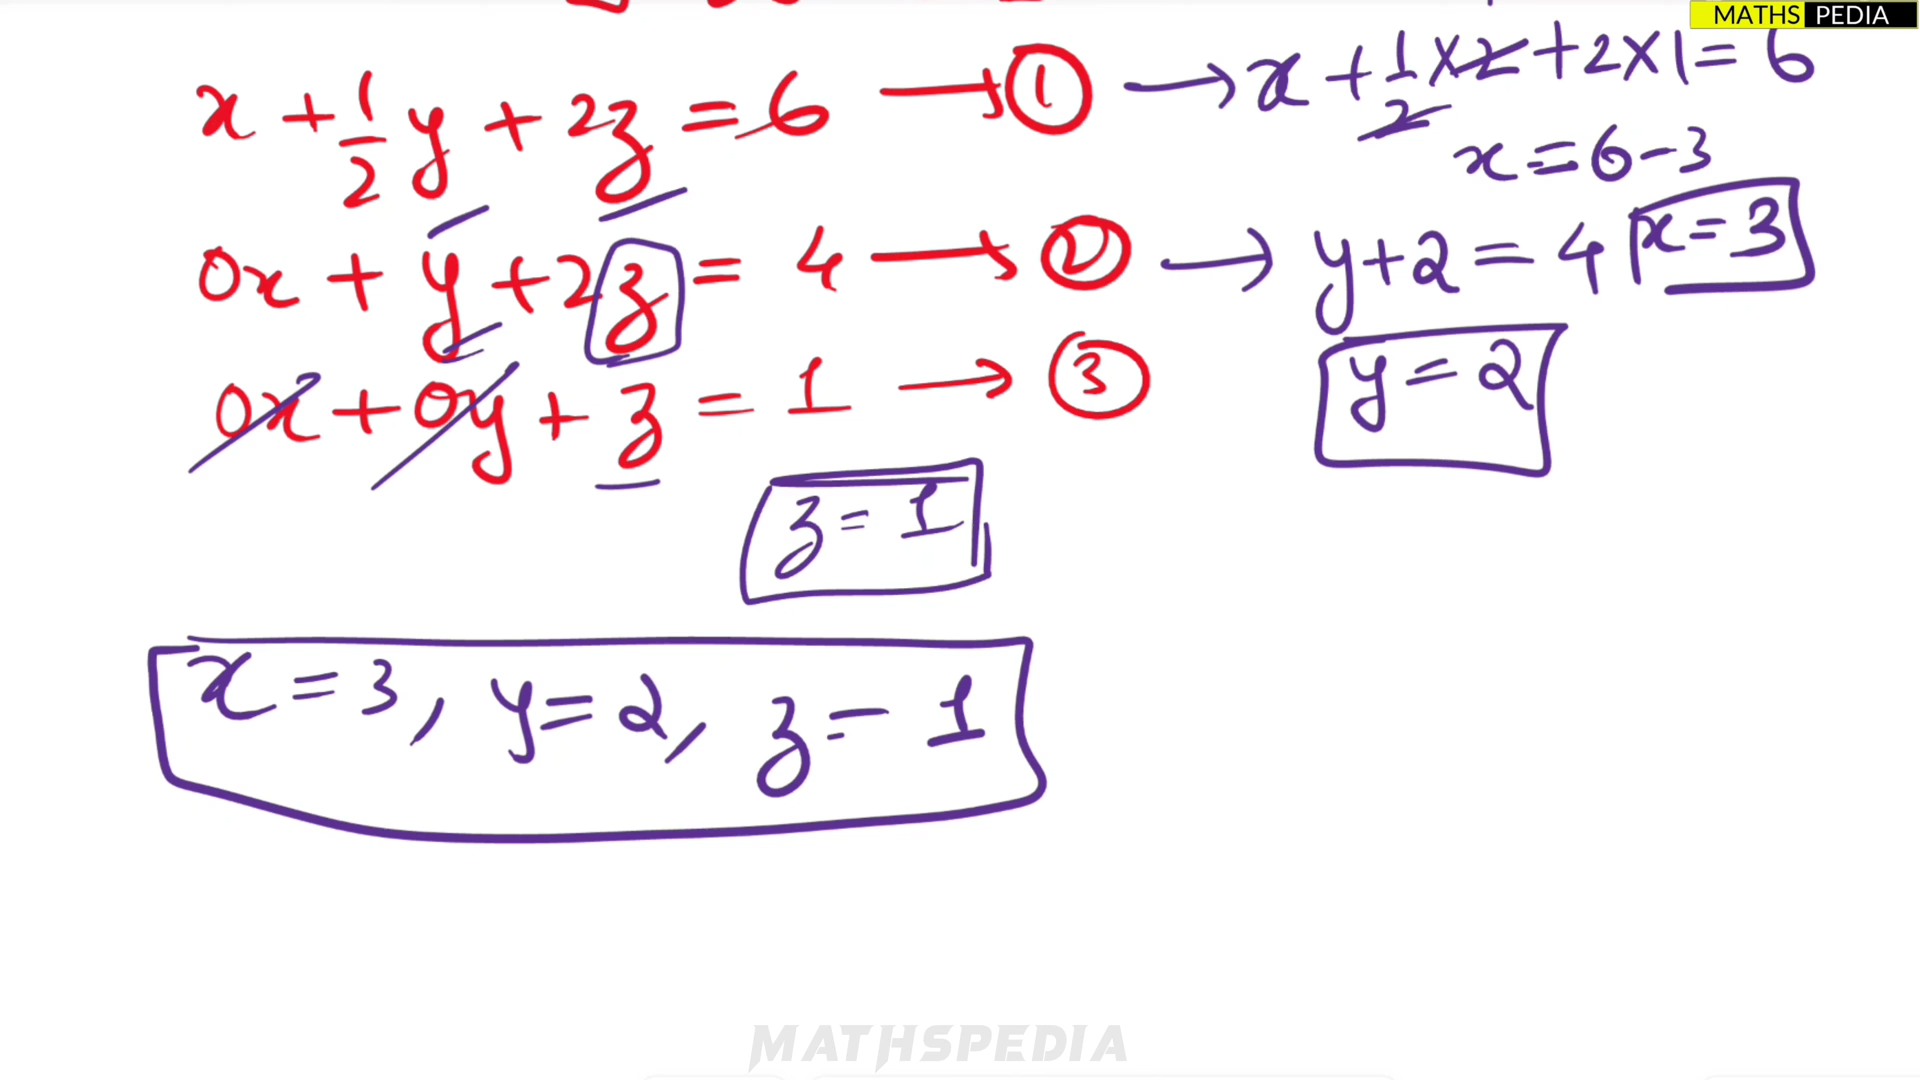 MATHS PEDIA
x + 1/2 y + 2z = 6 → ① → x + 1/2 × 2 + 2×1 = 6
x = 6 - 3
0x + y + 2z = 4 → ② → y + 2 = 4 x = 3
0x + 0y + z = 1 → ③ y = 2
z = 1
x = 3, y = 2, z = 1
MATHSPEDIA